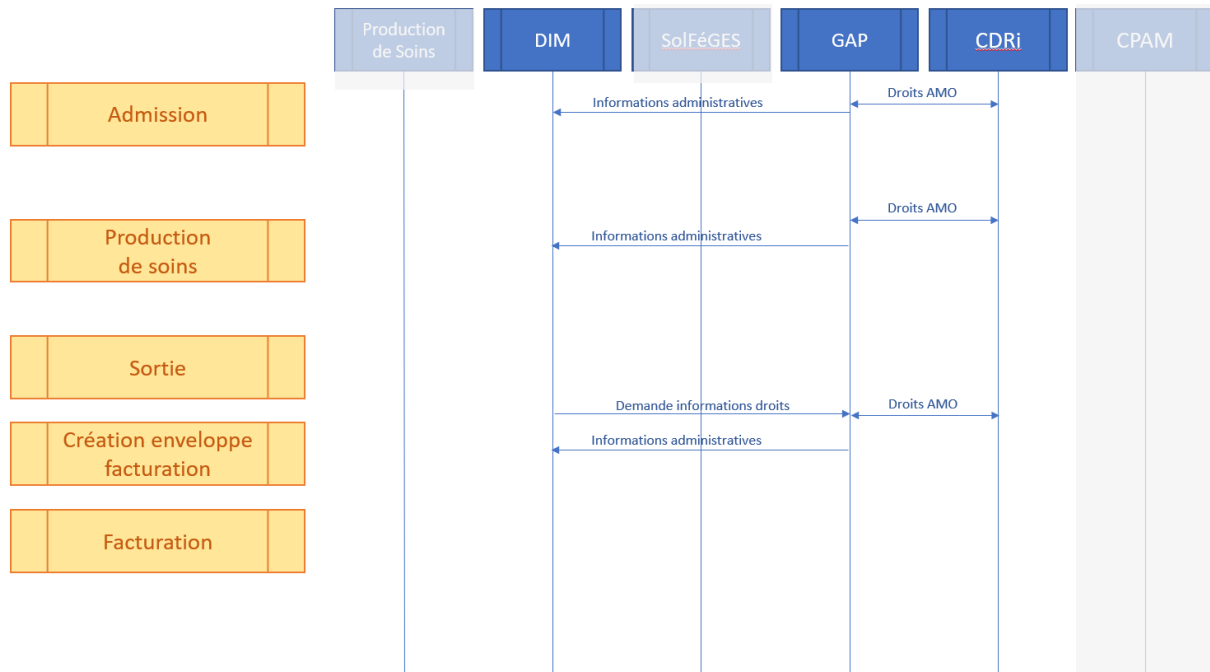 Production
de Soins
DIM
SolFéGES
GAP
CDRi
CPAM
Admission
Droits AMO
Informations administratives
Production
de soins
Droits AMO
Informations administratives
Sortie
Demande informations droits
Droits AMO
Création enveloppe
facturation
Informations administratives
Facturation